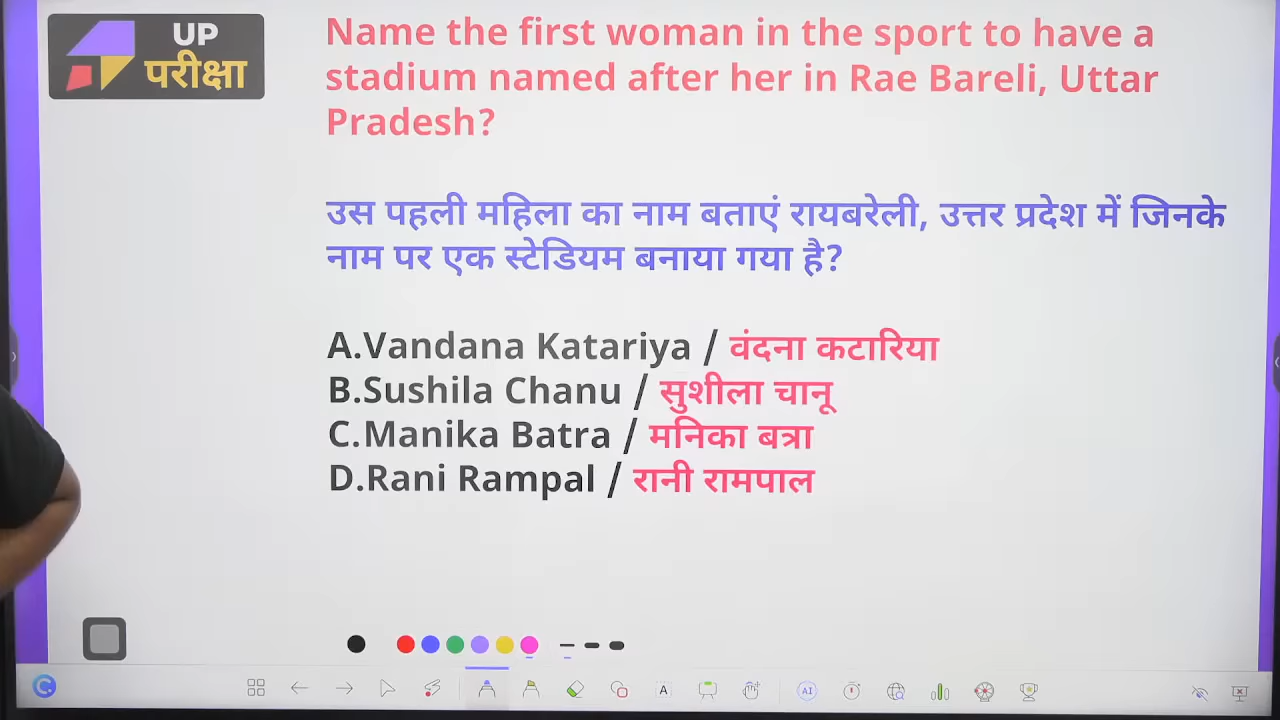 UP
परीक्षा
Name the first woman in the sport to have a
stadium named after her in Rae Bareli, Uttar
Pradesh?
उस पहली महिला का नाम बताएं रायबरेली, उत्तर प्रदेश में जिनके
नाम पर एक स्टेडियम बनाया गया है?
A.Vandana Katariya / वंदना कटारिया
B.Sushila Chanu / सुशीला चानू
C.Manika Batra / मनिका बत्रा
D.Rani Rampal / रानी रामपाल
C
A
AI